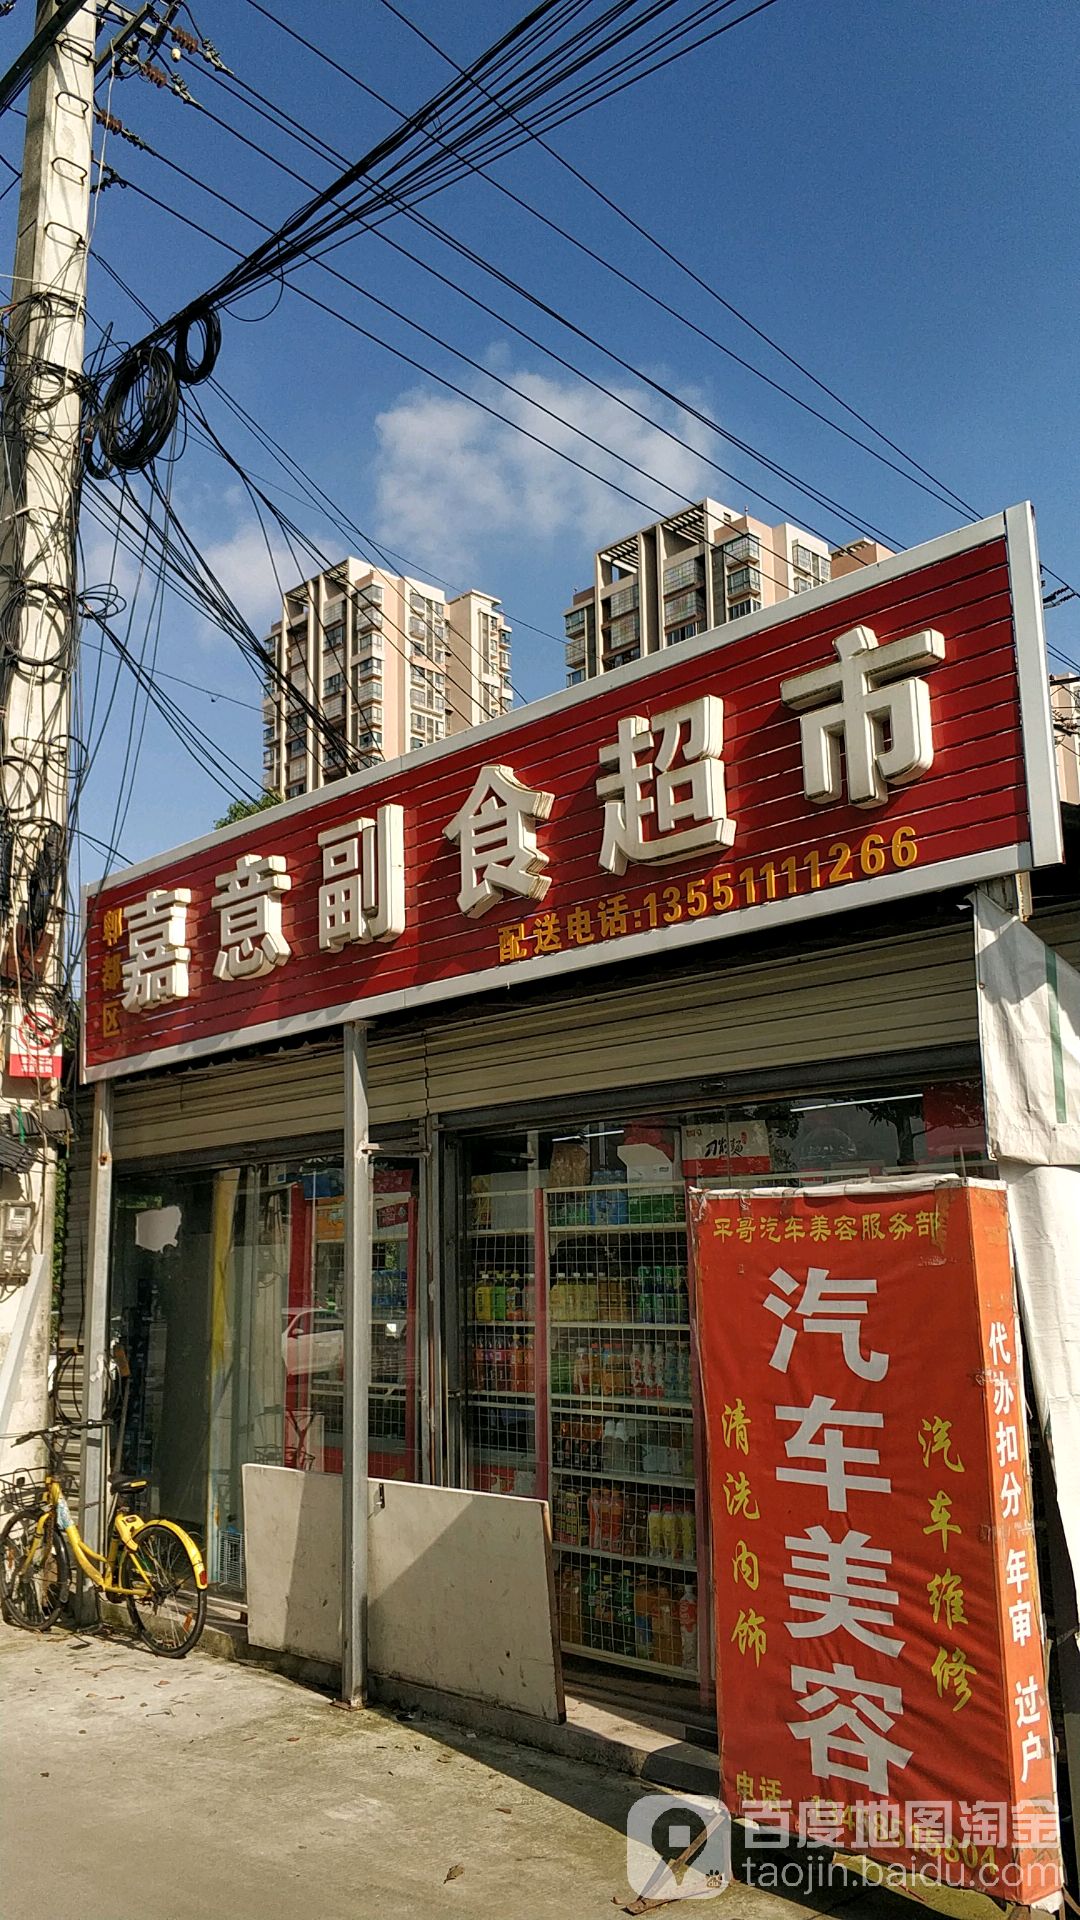 郫都区
嘉意副食超市
配送电话:13551111266
平哥汽车美容服务部
汽车美容
清洗内饰
汽车维修
代办扣分 年审 过户
电话
百度地图淘金
taojin.baidu.com